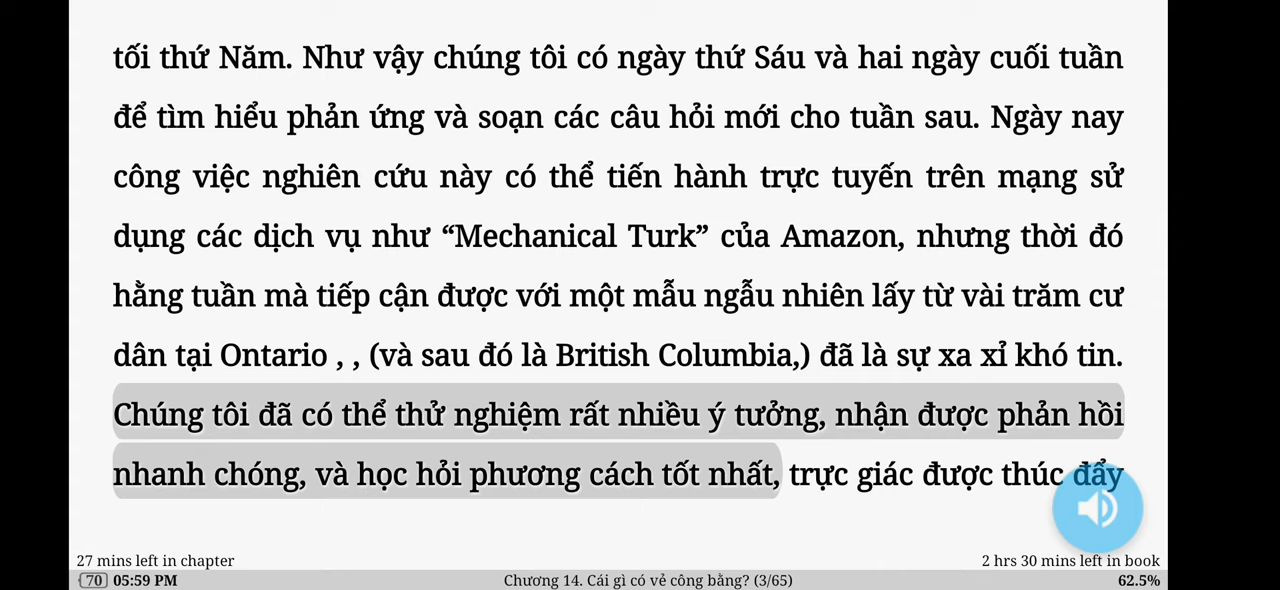 tối thứ Năm. Như vậy chúng tôi có ngày thứ Sáu và hai ngày cuối tuần
để tìm hiểu phản ứng và soạn các câu hỏi mới cho tuần sau. Ngày nay
công việc nghiên cứu này có thể tiến hành trực tuyến trên mạng sử
dụng các dịch vụ như “Mechanical Turk” của Amazon, nhưng thời đó
hằng tuần mà tiếp cận được với một mẫu ngẫu nhiên lấy từ vài trăm cư
dân tại Ontario , , (và sau đó là British Columbia,) đã là sự xa xỉ khó tin.
Chúng tôi đã có thể thử nghiệm rất nhiều ý tưởng, nhận được phản hồi
nhanh chóng, và học hỏi phương cách tốt nhất, trực giác được thúc đẩy
27 mins left in chapter
2 hrs 30 mins left in book
70 05:59 PM
Chương 14. Cái gì có vẻ công bằng? (3/65)
62.5%